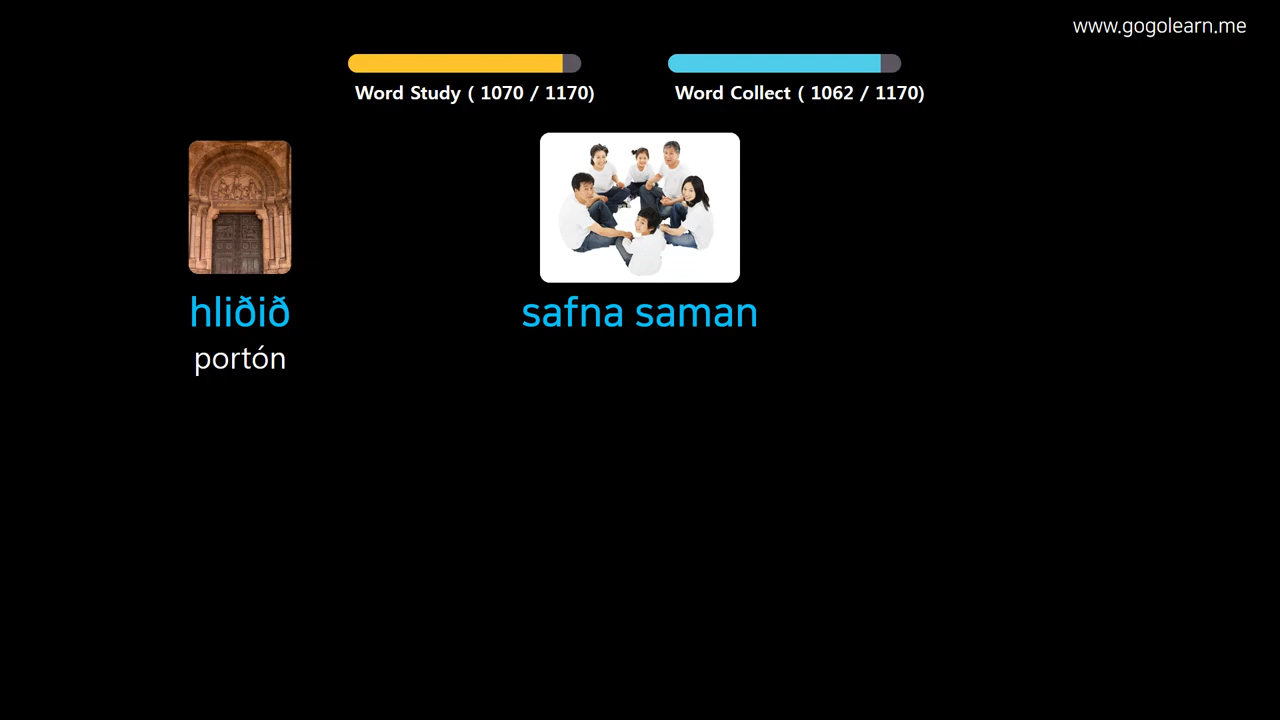 www.gogolearn.me
Word Study ( 1070 / 1170)
Word Collect ( 1062 / 1170)
hliðið
portón
safna saman